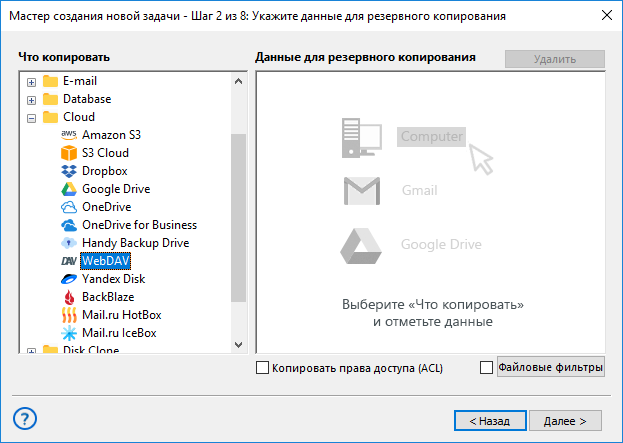 Мастер создания новой задачи - Шаг 2 из 8: Укажите данные для резервного копирования
Что копировать
Данные для резервного копирования
Удалить
E-mail
Database
Cloud
aws Amazon S3
S3 Cloud
Dropbox
Google Drive
OneDrive
OneDrive for Business
Handy Backup Drive
DAV WebDAV
Yandex Disk
BackBlaze
Mail.ru HotBox
Mail.ru IceBox
Disk Clone
Computer
Gmail
Google Drive
Выберите «Что копировать»
и отметьте данные
Копировать права доступа (ACL)
Файловые фильтры
?
< Назад
Далее >